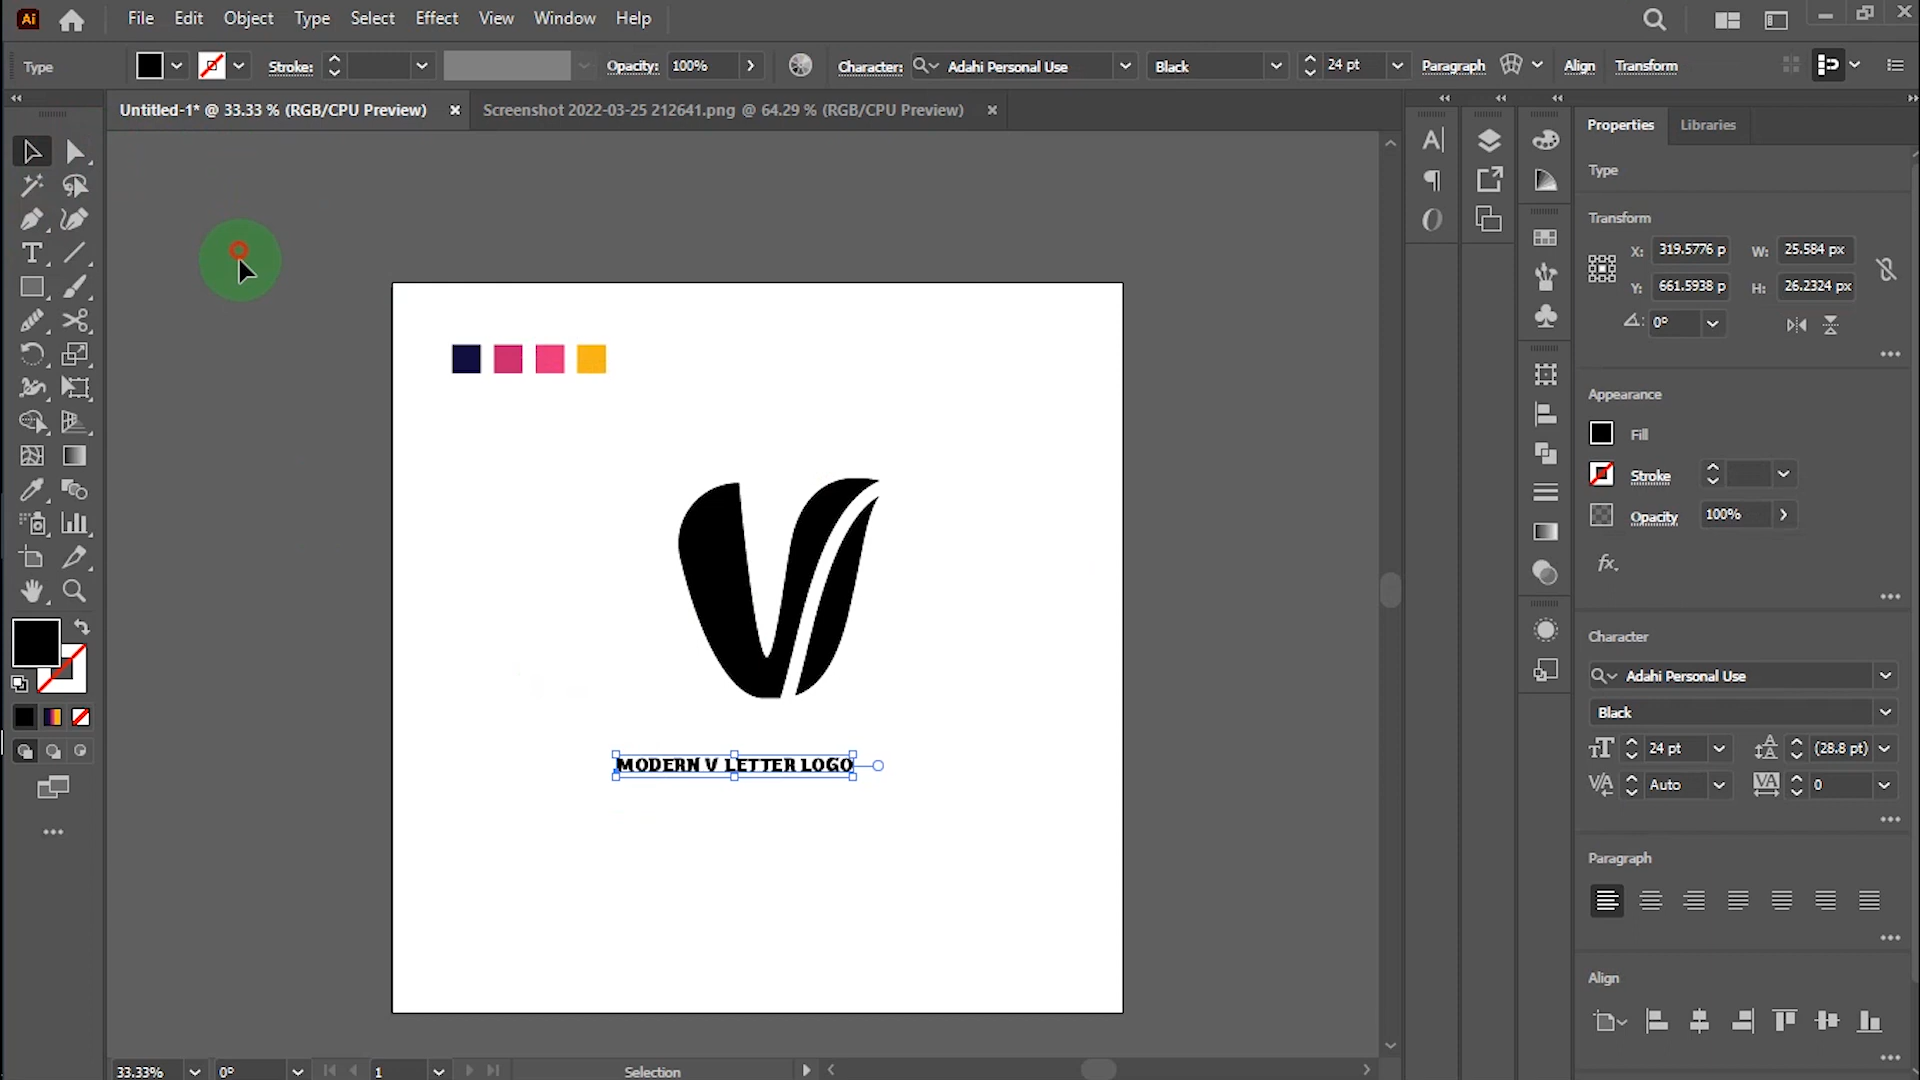 Ai File Edit Object Type Select Effect View Window Help
Type Stroke: Opacity: 100% Character: Adahi Personal Use Black 24 pt Paragraph Align Transform
Untitled-1* @ 33.33 % (RGB/CPU Preview) Screenshot 2022-03-25 212641.png @ 64.29 % (RGB/CPU Preview)
Properties Libraries
Type
Transform
X: 319.5776 p W: 25.584 px
Y: 661.5938 p H: 26.2324 px
0°
Appearance
Fill
Stroke
Opacity 100%
fx.
Character
Adahi Personal Use
Black
24 pt (28.8 pt)
Auto 0
Paragraph
Align
V
MODERN V LETTER LOGO
33.33% 0° 1 Selection